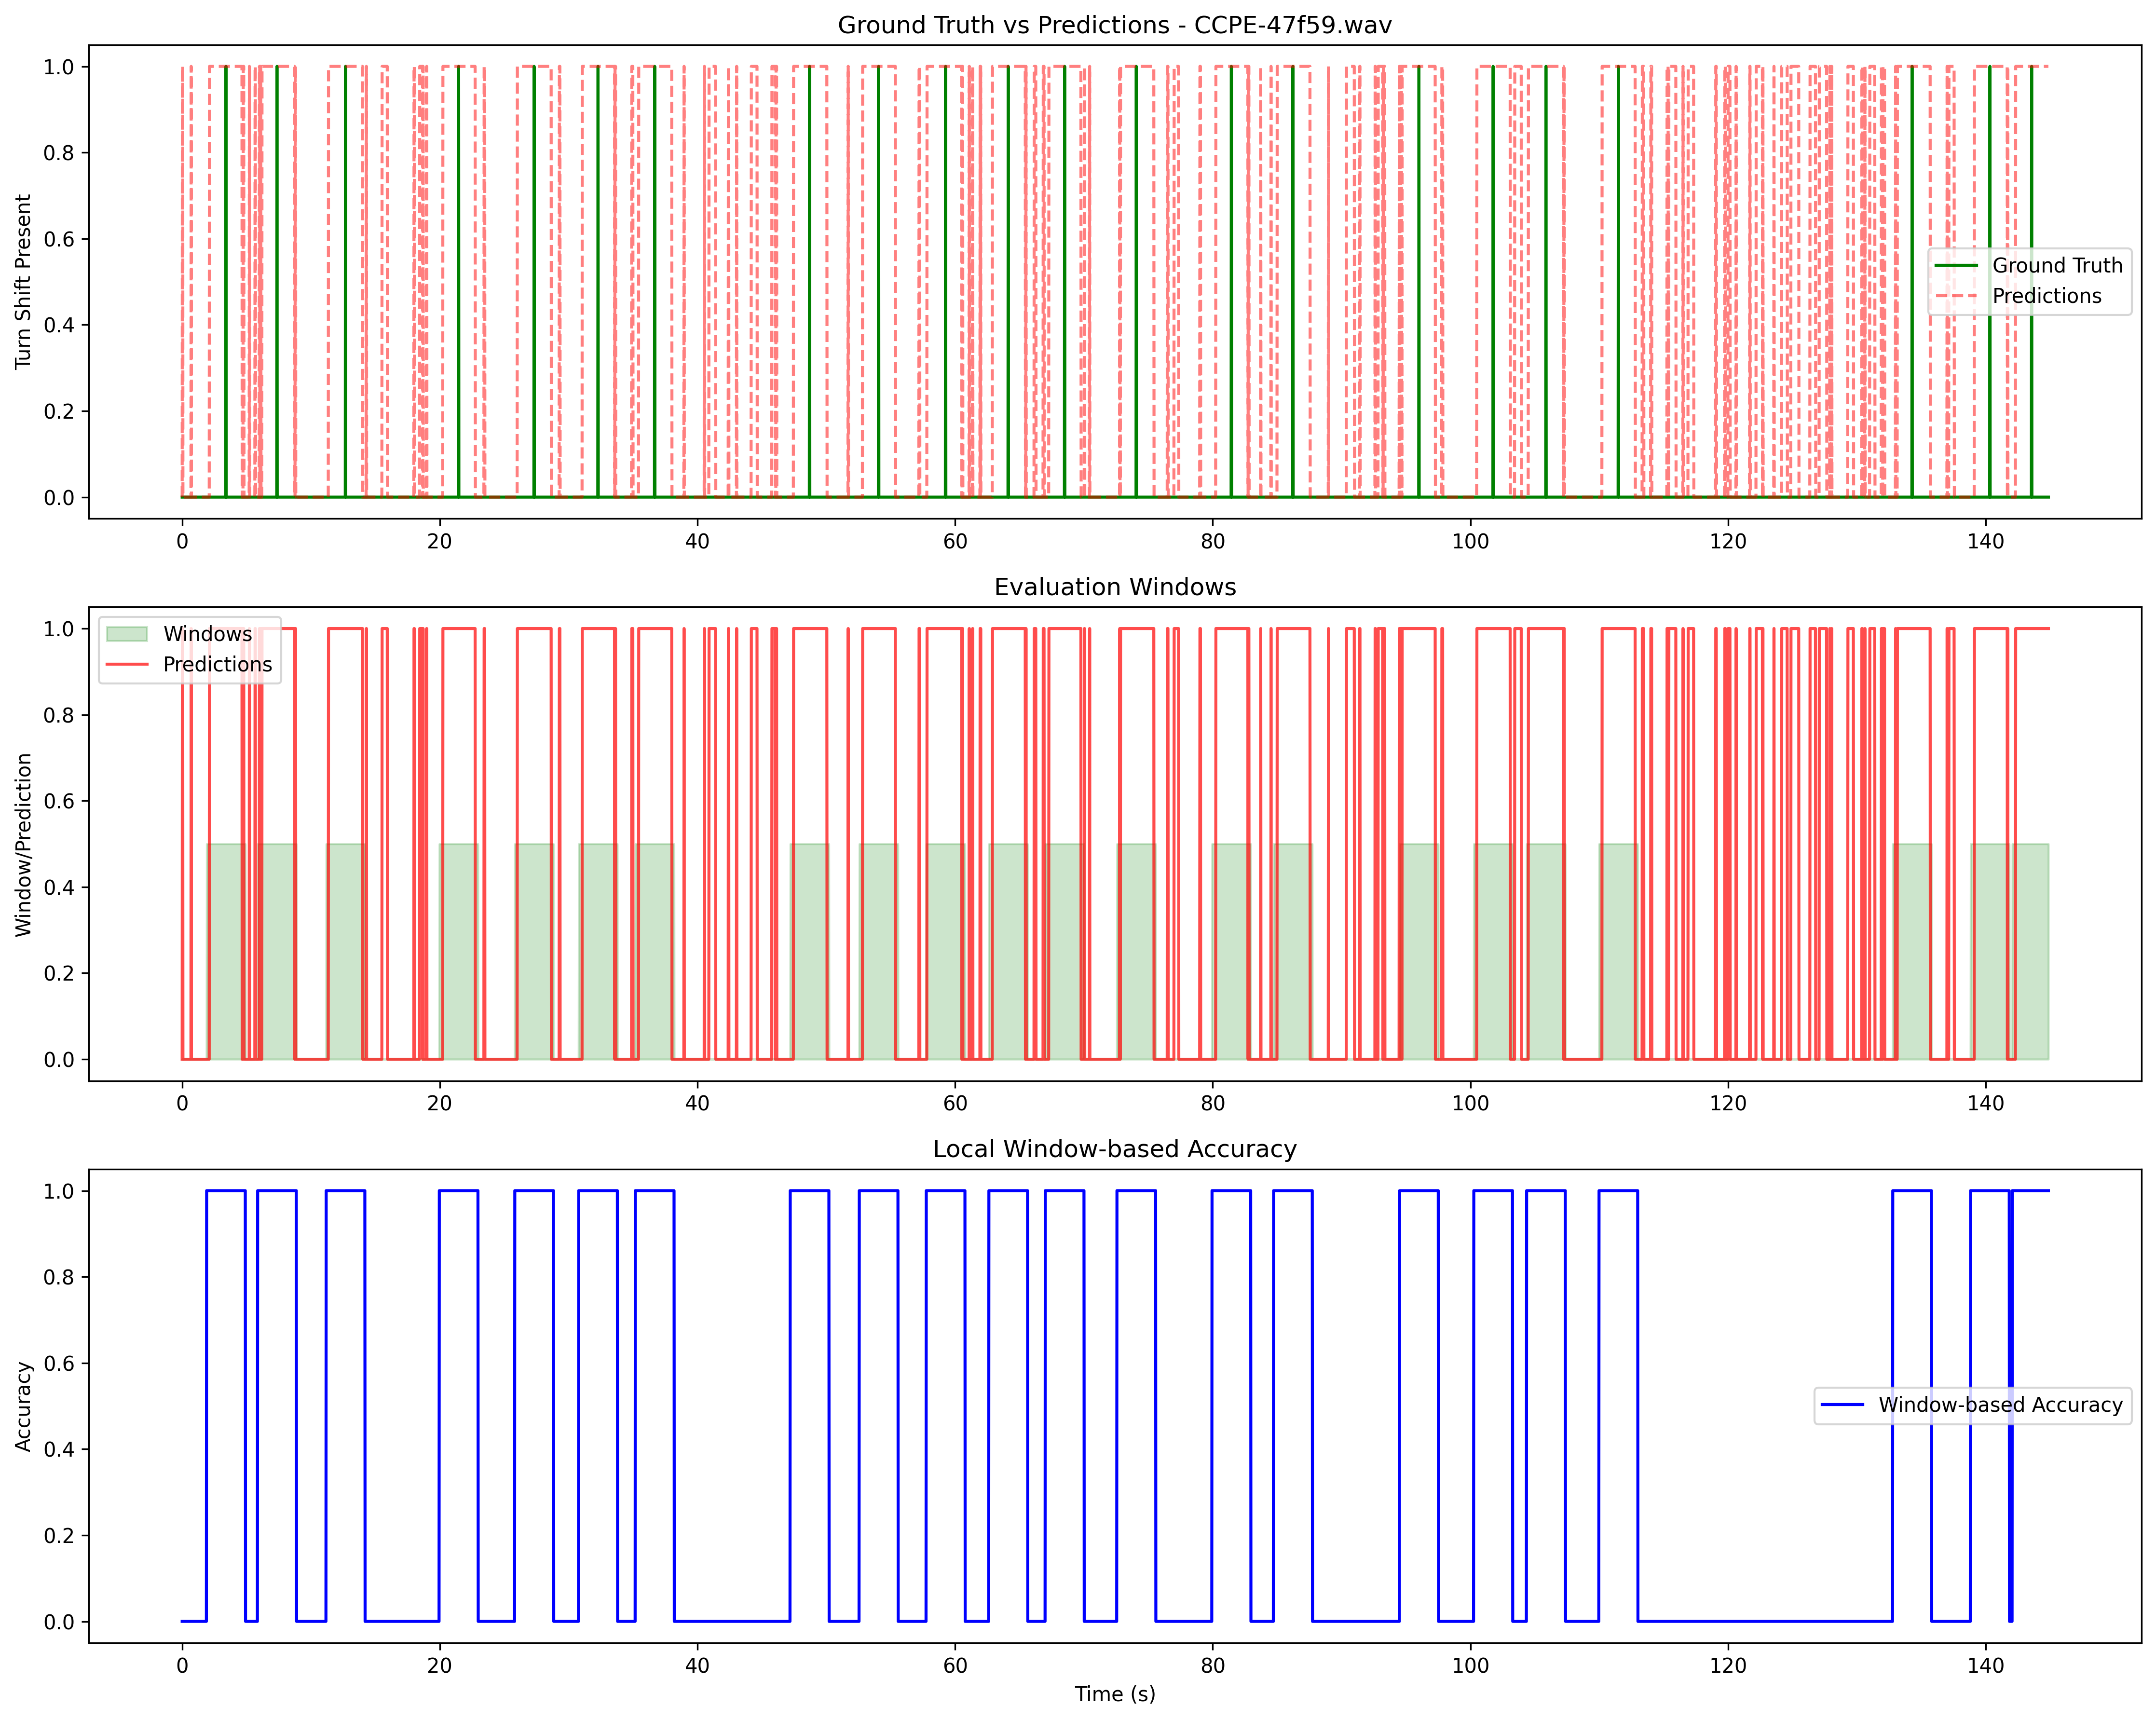 Ground Truth vs Predictions - CCPE-47f59.wav
Turn Shift Present
1.0
0.8
0.6
0.4
0.2
0.0
Ground Truth
Predictions
0 20 40 60 80 100 120 140
Evaluation Windows
Window/Prediction
1.0
0.8
0.6
0.4
0.2
0.0
Windows
Predictions
0 20 40 60 80 100 120 140
Local Window-based Accuracy
Accuracy
1.0
0.8
0.6
0.4
0.2
0.0
Window-based Accuracy
0 20 40 60 80 100 120 140
Time (s)